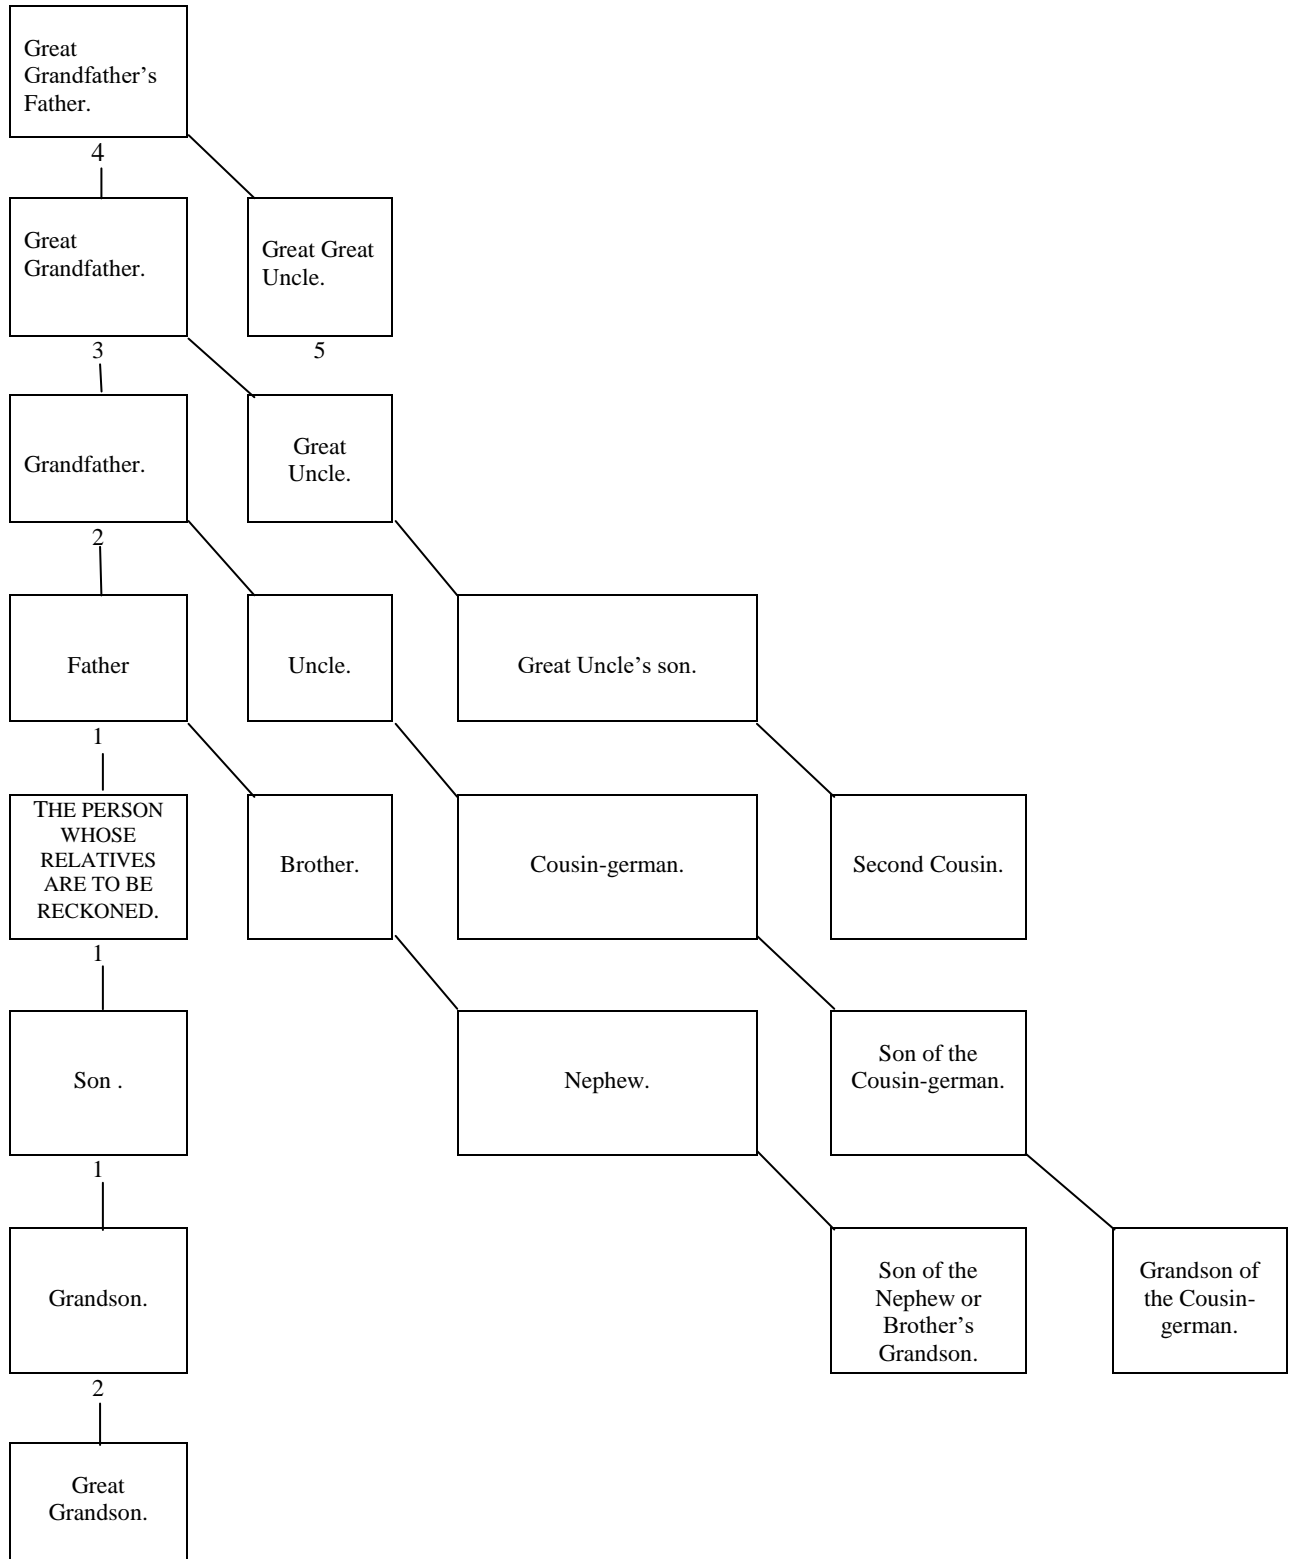 Great
Grandfather’s
Father.
4
Great
Grandfather.
Great Great
Uncle.
3
5
Grandfather.
Great
Uncle.
2
Father
Uncle.
Great Uncle’s son.
1
THE PERSON
WHOSE
RELATIVES
ARE TO BE
RECKONED.
Brother.
Cousin-german.
Second Cousin.
1
Son .
Nephew.
Son of the
Cousin-german.
1
Grandson.
Son of the
Nephew or
Brother’s
Grandson.
Grandson of
the Cousin-
german.
2
Great
Grandson.